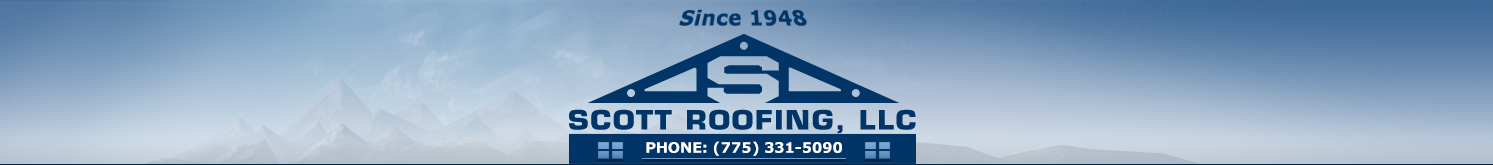 Since 1948
S
SCOTT ROOFING, LLC
PHONE: (775) 331-5090